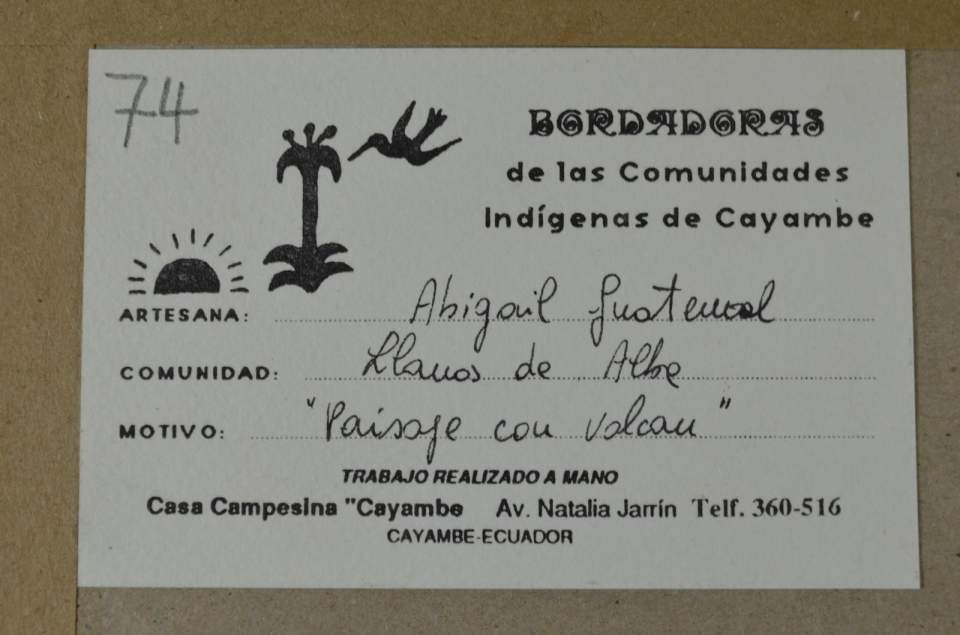 74
BORDADORAS
de las Comunidades
Indígenas de Cayambe
ARTESANA: Abigail Guatemal
COMUNIDAD: Llanos de Alba
MOTIVO: "Paisaje con volcan"
TRABAJO REALIZADO A MANO
Casa Campesina "Cayambe Av. Natalia Jarrín Telf. 360-516
CAYAMBE-ECUADOR